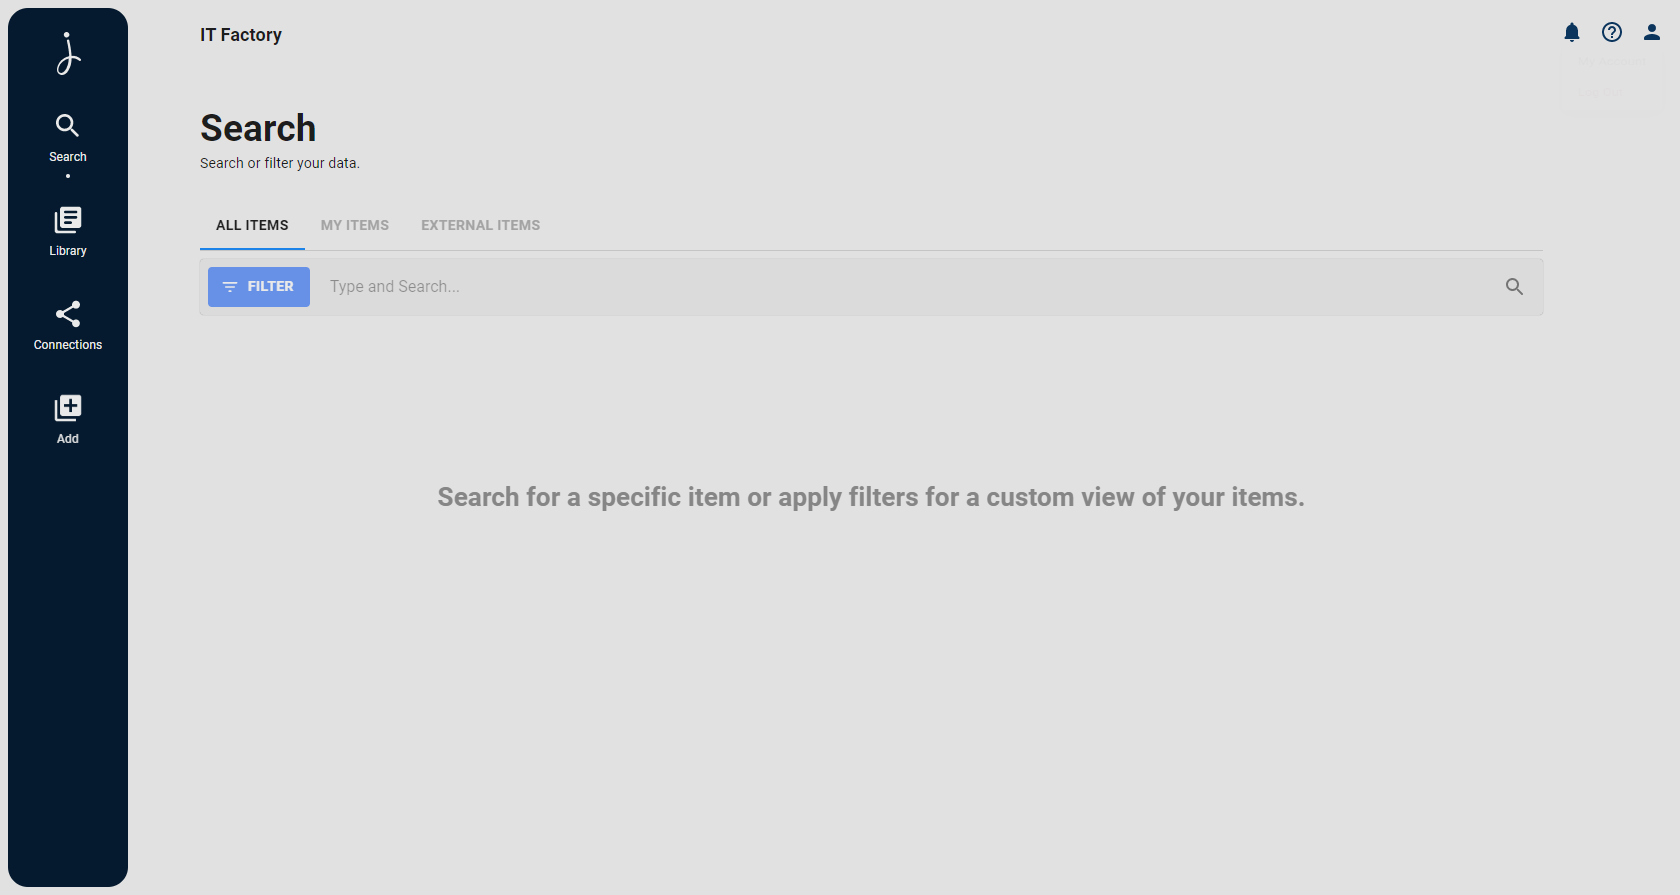 IT Factory
Search
Library
Connections
Add
Search
Search or filter your data.
ALL ITEMS
MY ITEMS
EXTERNAL ITEMS
FILTER
Type and Search...
Search for a specific item or apply filters for a custom view of your items.